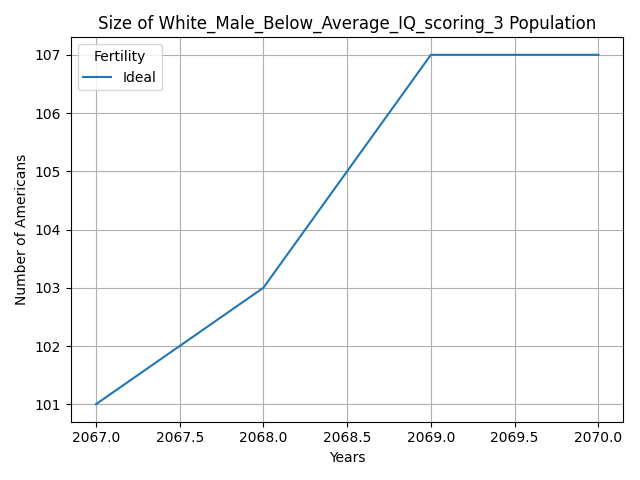 Size of White_Male_Below_Average_IQ_scoring_3 Population
Fertility
Ideal
Number of Americans
107
106
105
104
103
102
101
2067.0 2067.5 2068.0 2068.5 2069.0 2069.5 2070.0
Years